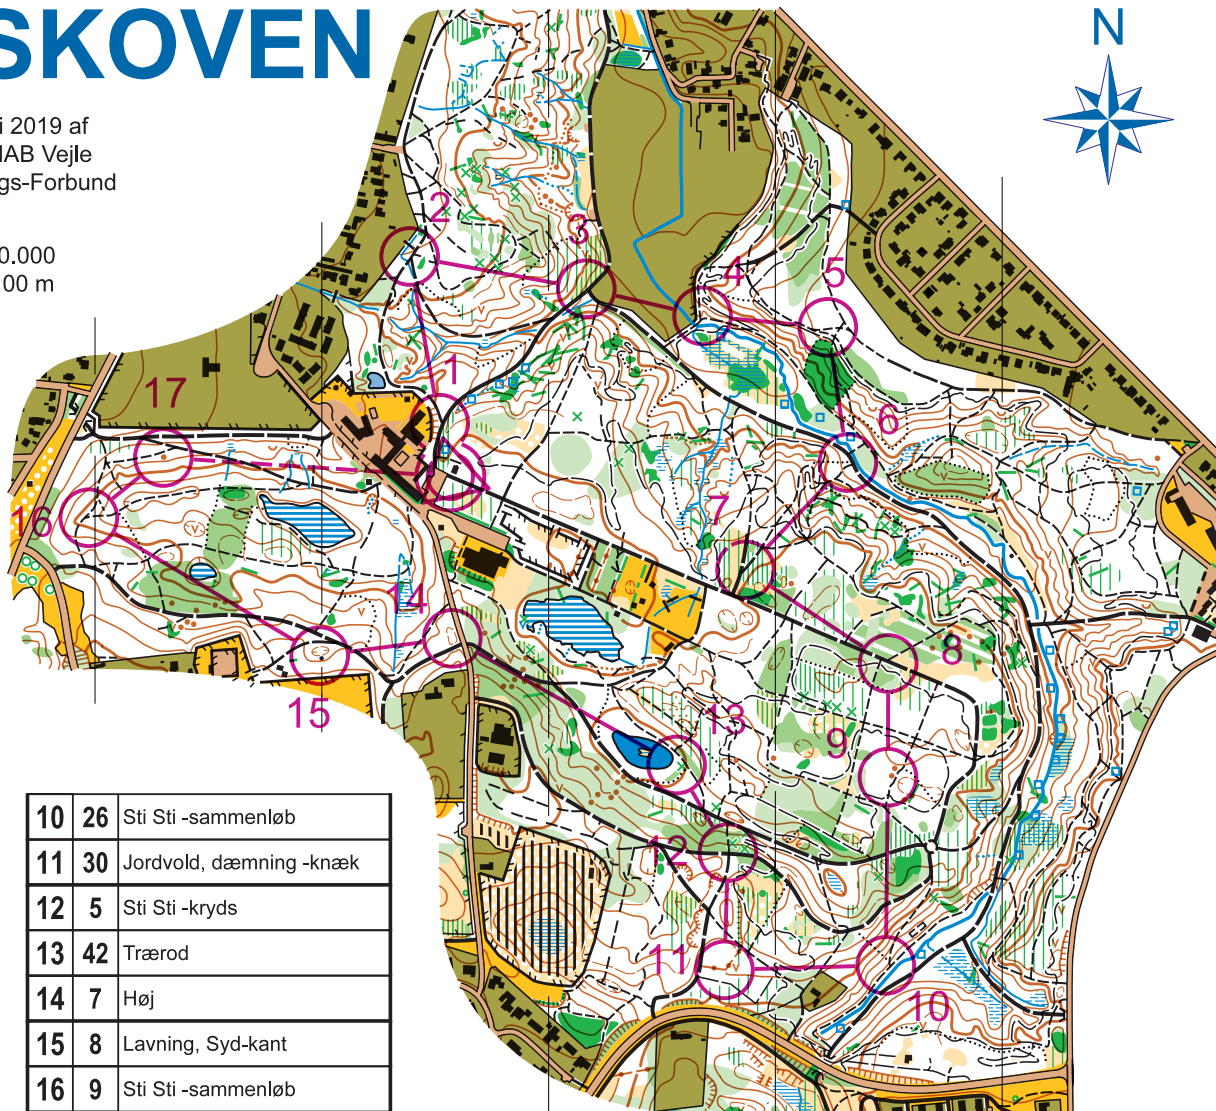 SKOVEN
N
i 2019 af
IAB Vejle
gs-Forbund
0.000
00 m
2
3
4
5
1
17
6
16
7
14
8
15
13
9
12
11
10
10 26 Sti Sti -sammenløb
11 30 Jordvold, dæmning -knæk
12 5 Sti Sti -kryds
13 42 Trærod
14 7 Høj
15 8 Lavning, Syd-kant
16 9 Sti Sti -sammenløb